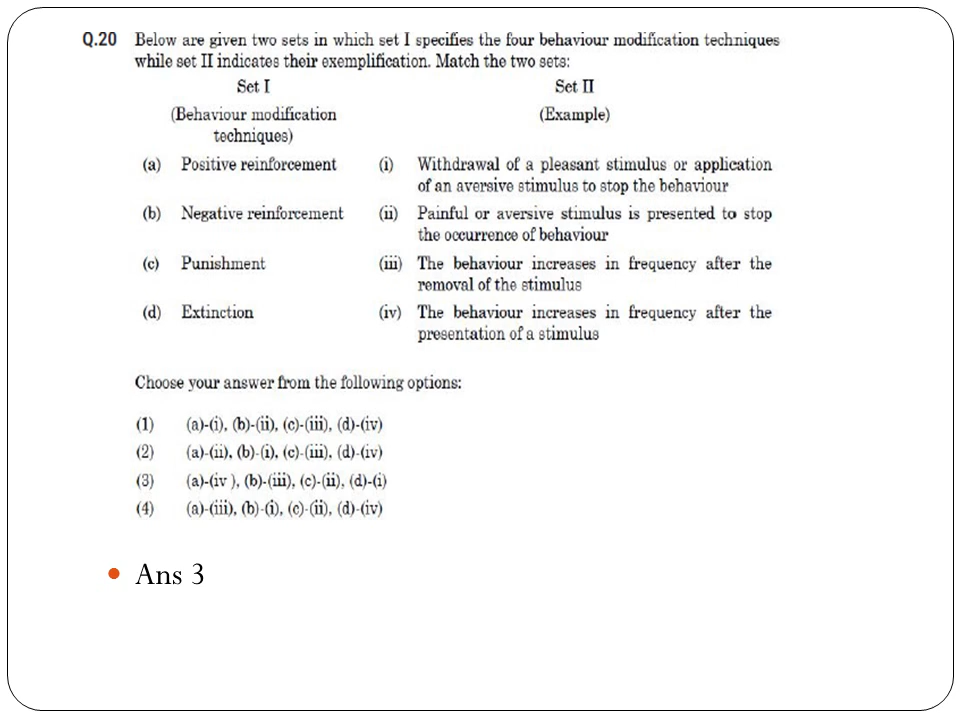 Q.20 Below are given two sets in which set I specifies the four behaviour modification techniques
while set II indicates their exemplification. Match the two sets:
Set I Set II
(Behaviour modification (Example)
techniques)
(a) Positive reinforcement (i) Withdrawal of a pleasant stimulus or application
of an aversive stimulus to stop the behaviour
(b) Negative reinforcement (ii) Painful or aversive stimulus is presented to stop
the occurrence of behaviour
(c) Punishment (iii) The behaviour increases in frequency after the
removal of the stimulus
(d) Extinction (iv) The behaviour increases in frequency after the
presentation of a stimulus
Choose your answer from the following options:
(1) (a)-(i), (b)-(ii), (c)-(iii), (d)-(iv)
(2) (a)-(ii), (b)-(i), (c)-(iii), (d)-(iv)
(3) (a)-(iv ), (b)-(iii), (c)-(ii), (d)-(i)
(4) (a)-(iii), (b)-(i), (c)-(ii), (d)-(iv)
• Ans 3